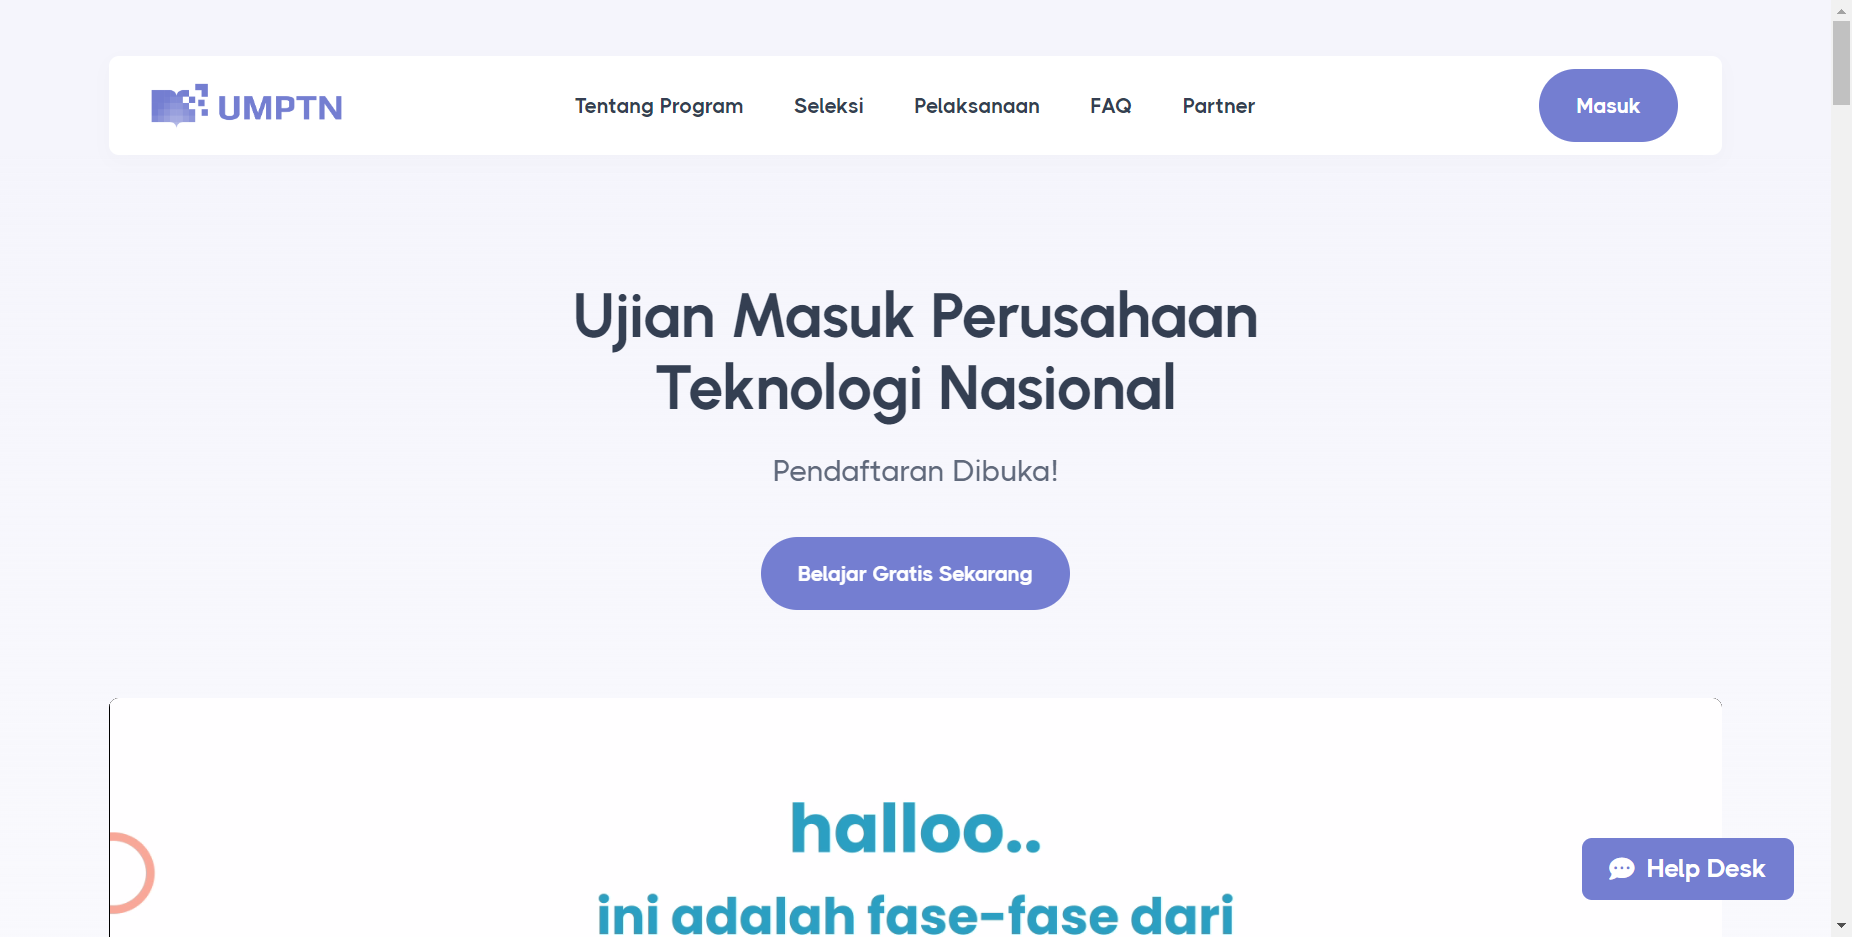 UMPTN
Tentang Program
Seleksi
Pelaksanaan
FAQ
Partner
Masuk
Ujian Masuk Perusahaan
Teknologi Nasional
Pendaftaran Dibuka!
Belajar Gratis Sekarang
halloo..
ini adalah fase-fase dari
Help Desk